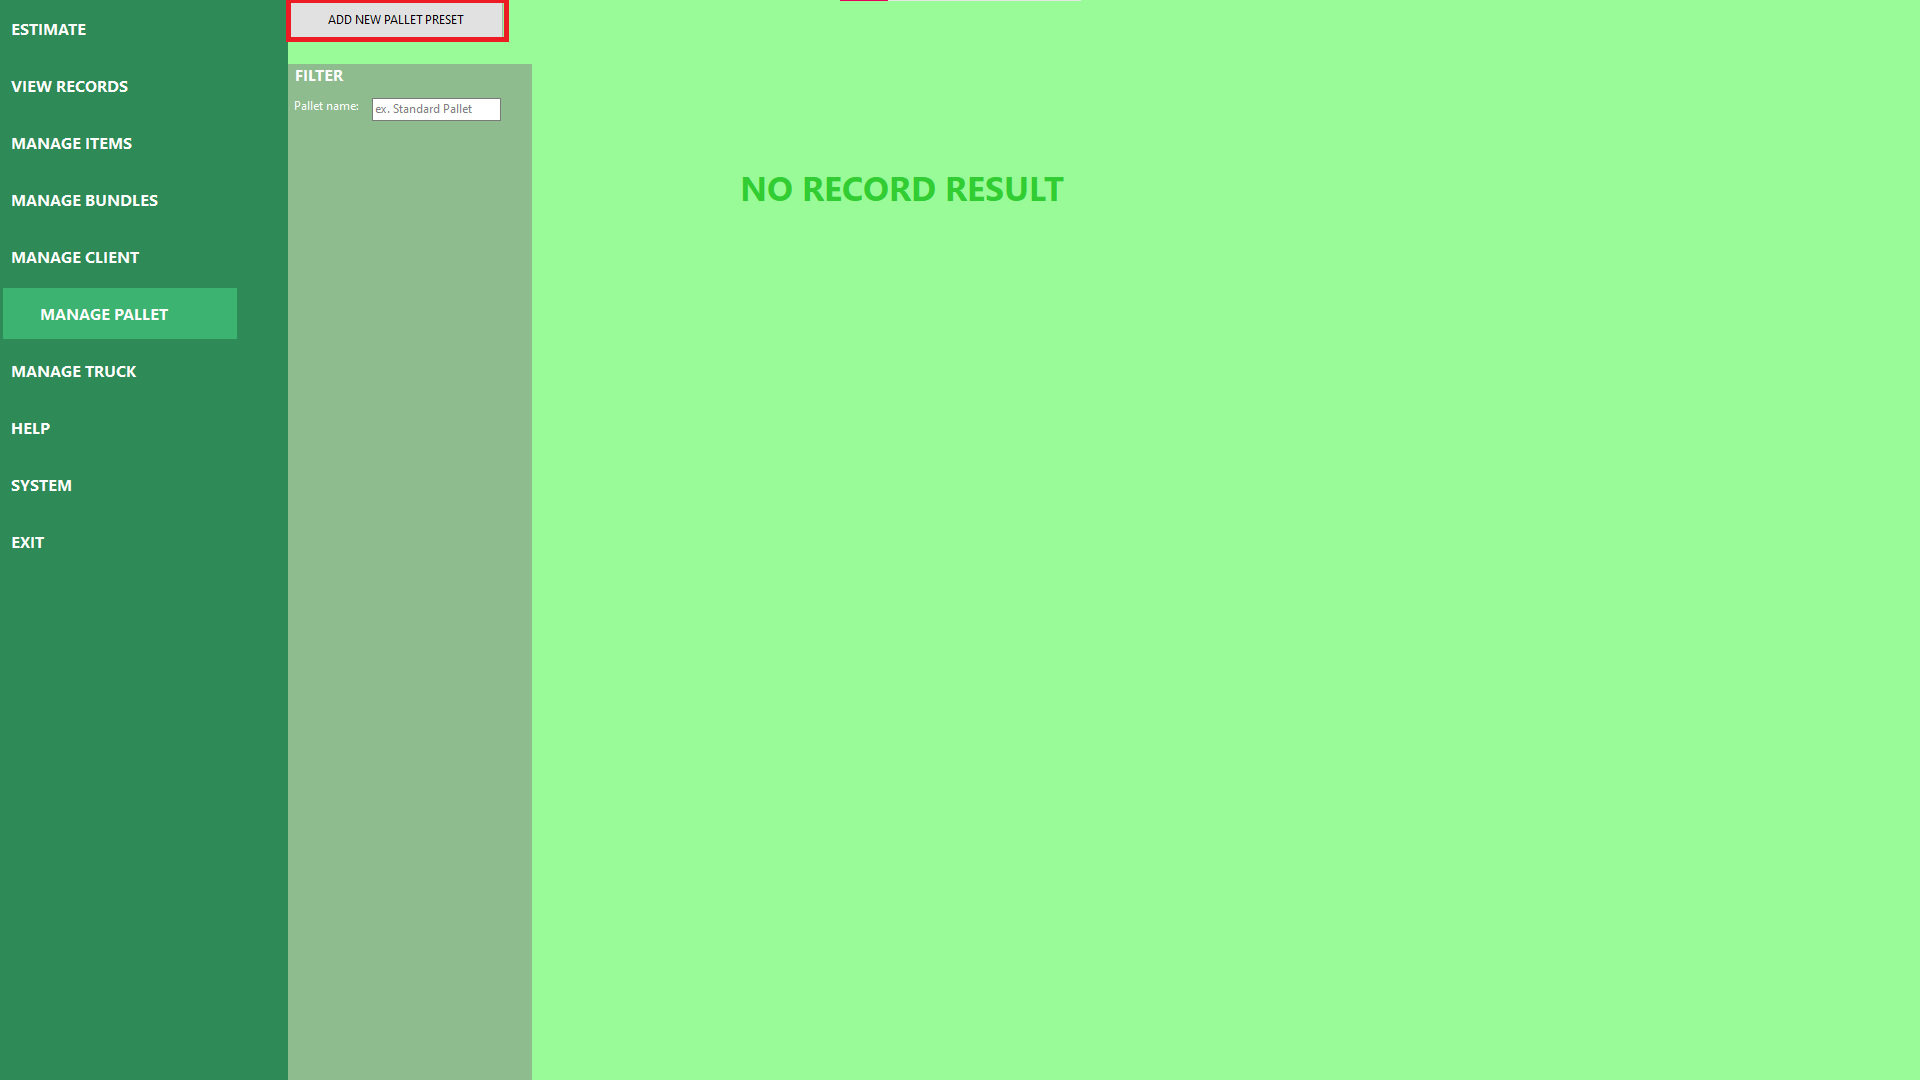 ESTIMATE
VIEW RECORDS
MANAGE ITEMS
MANAGE BUNDLES
MANAGE CLIENT
MANAGE PALLET
MANAGE TRUCK
HELP
SYSTEM
EXIT
ADD NEW PALLET PRESET
FILTER
Pallet name: ex. Standard Pallet
NO RECORD RESULT